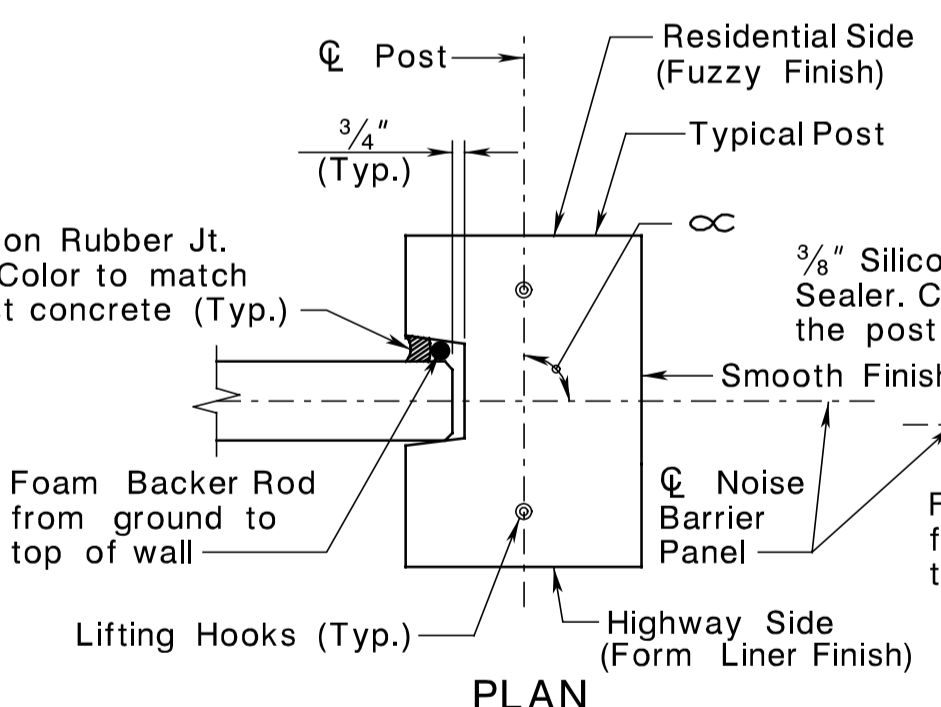 ℄ Post
Residential Side
(Fuzzy Finish)
3/4"
(Typ.)
Typical Post
∝
on Rubber Jt.
Color to match
t concrete (Typ.)
3/8" Silico
Sealer. C
the post
Smooth Finish
Foam Backer Rod
from ground to
top of wall
℄ Noise
Barrier
Panel
F
f
t
Lifting Hooks (Typ.)
Highway Side
(Form Liner Finish)
PLAN